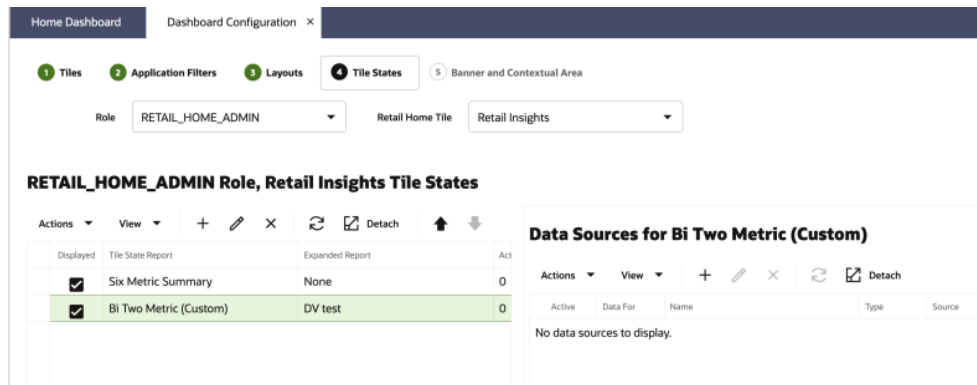 Home Dashboard Dashboard Configuration ×
1 Tiles 2 Application Filters 3 Layouts 4 Tile States 5 Banner and Contextual Area
Role RETAIL_HOME_ADMIN Retail Home Tile Retail Insights
RETAIL_HOME_ADMIN Role, Retail Insights Tile States
Actions View Detach
Displayed Tile State Report Expanded Report Act
Six Metric Summary None 0
Bi Two Metric (Custom) DV test 0
Data Sources for Bi Two Metric (Custom)
Actions View Detach
Active Data For Name Type Source
No data sources to display.